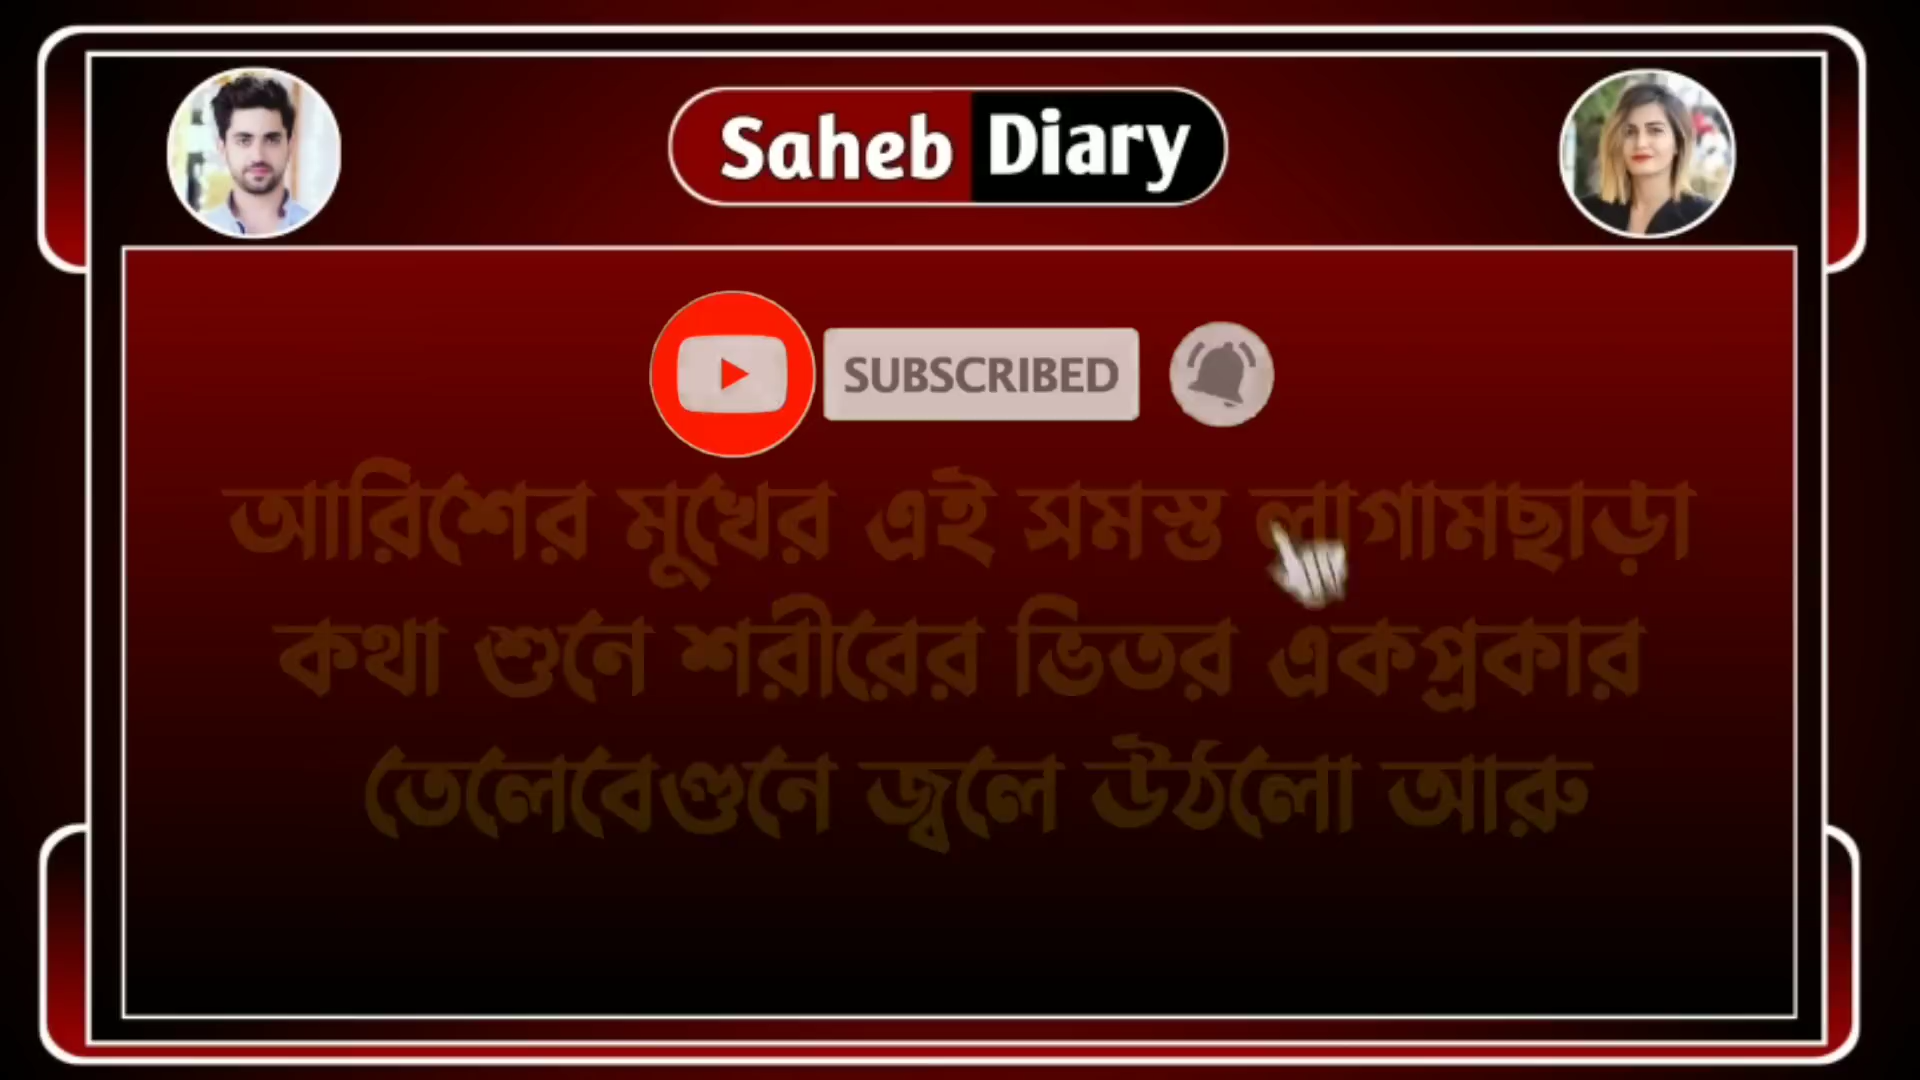 Saheb Diary
SUBSCRIBED
আরিশের মুখের এই সমস্ত লাগামছাড়া
কথা শুনে শরীরের ভিতর একপ্রকার
তেলেবেগুনে জ্বলে উঠলো আরু